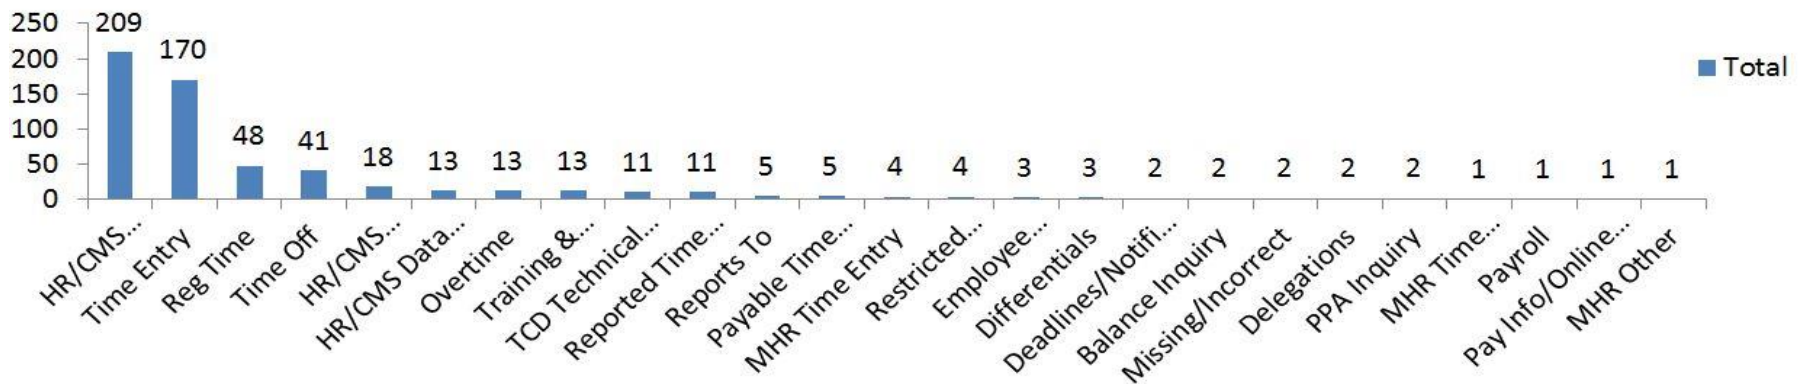 250
200
150
100
50
0
209
170
48
41
18
13
13
13
11
11
5
5
4
4
3
3
2
2
2
2
2
1
1
1
1
Total
HR/CMS...
Time Entry
Reg Time
Time Off
HR/CMS...
HR/CMS Data...
Overtime
Training &...
TCD Technical...
Reported Time...
Reports To
Payable Time...
MHR Time Entry
Restricted...
Employee...
Differentials
Deadlines/Notifi...
Balance Inquiry
Missing/Incorrect
Delegations
PPA Inquiry
MHR Time...
Payroll
Pay Info/Online...
MHR Other